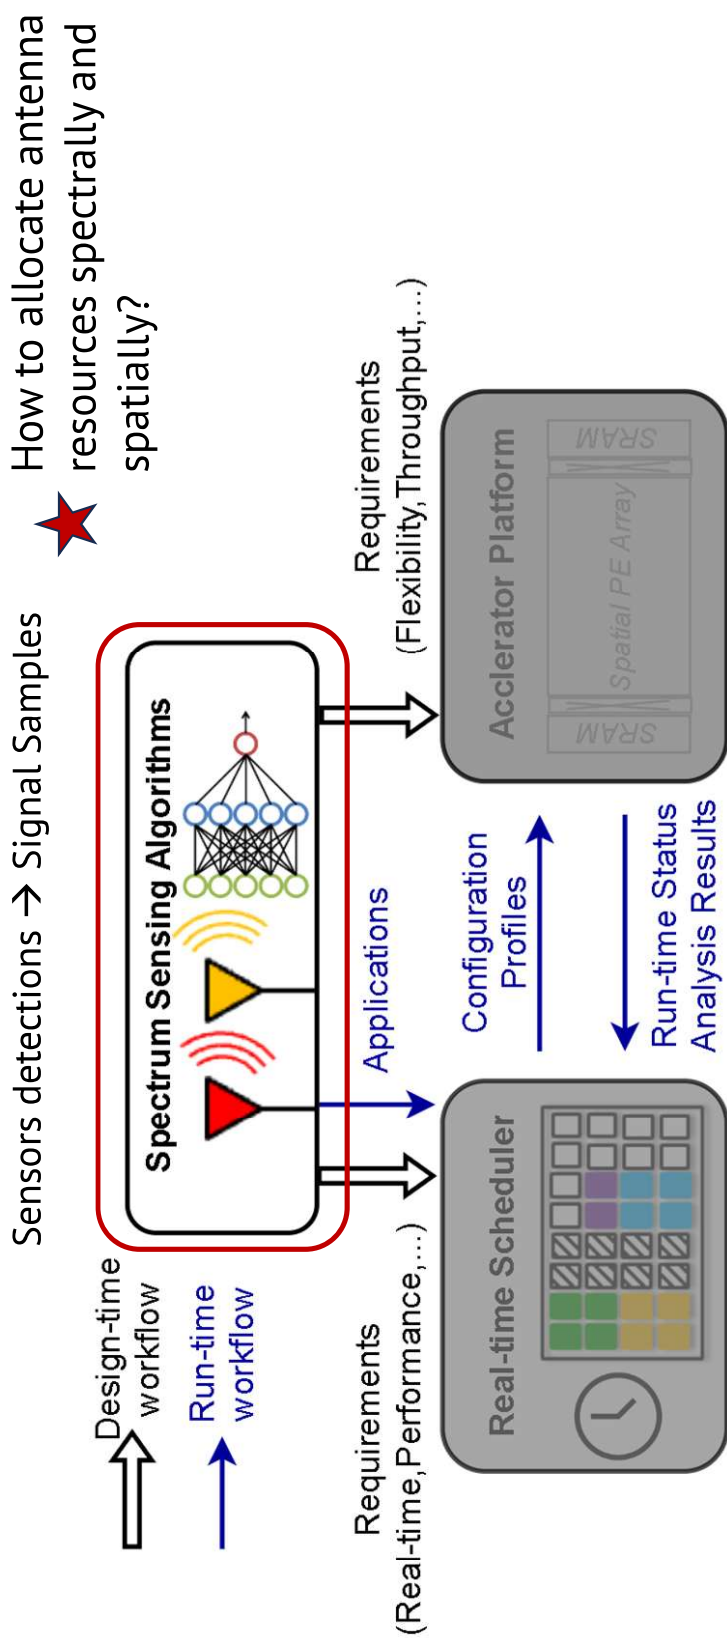 Sensors detections → Signal Samples
How to allocate antenna
resources spectrally and
spatially?
Design-time
workflow
Run-time
workflow
Spectrum Sensing Algorithms
Requirements
(Real-time,Performance,...)
Applications
Requirements
(Flexibility,Throughput,...)
Real-time Scheduler
Configuration
Profiles
Run-time Status
Analysis Results
Acclerator Platform
SRAM
Spatial PE Array
SRAM